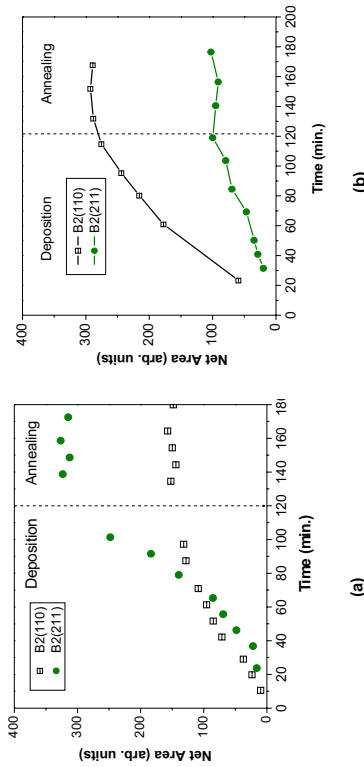 Net Area (arb. units)
400
300
200
100
0
B2(110)
B2(211)
Deposition
Annealing
0 20 40 60 80 100 120 140 160 180
Time (min.)
(a)
Net Area (arb. units)
400
300
200
100
0
Deposition
Annealing
B2(110)
B2(211)
0 20 40 60 80 100 120 140 160 180 200
Time (min.)
(b)